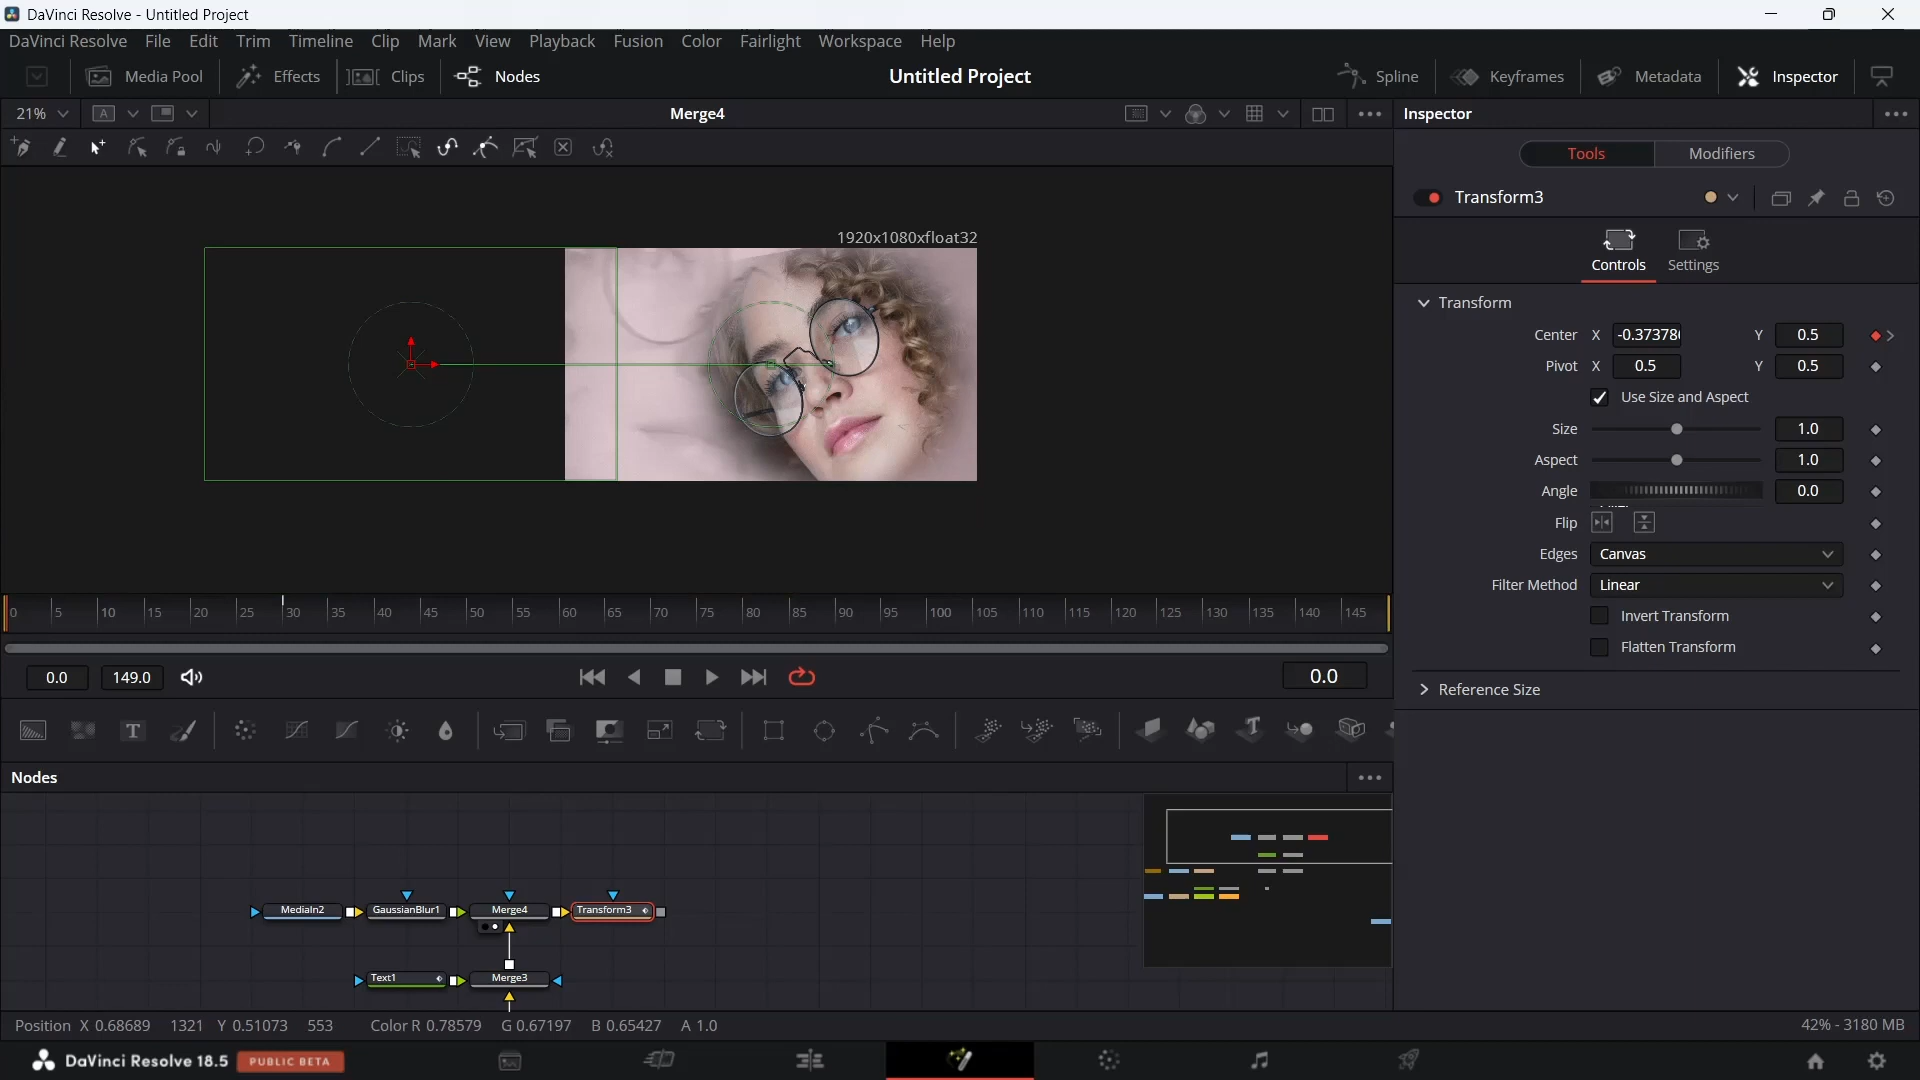 DaVinci Resolve - Untitled Project
DaVinci Resolve File Edit Trim Timeline Clip Mark View Playback Fusion Color Fairlight Workspace Help
Media Pool Effects Clips Nodes Untitled Project Spline Keyframes Metadata Inspector
21% A Merge4 Inspector
Tools Modifiers
Transform3
1920x1080xfloat32
Controls Settings
Transform
Center X -0.37378 Y 0.5
Pivot X 0.5 Y 0.5
Use Size and Aspect
Size 1.0
Aspect 1.0
Angle 0.0
Flip
Edges Canvas
Filter Method Linear
Invert Transform
Flatten Transform
Reference Size
0 5 10 15 20 25 30 35 40 45 50 55 60 65 70 75 80 85 90 95 100 105 110 115 120 125 130 135 140 145
0.0 149.0 0.0
T T
Nodes
MediaIn2 GaussianBlur1 Merge4 Transform3
Text1 Merge3
Position X 0.68689 1321 Y 0.51073 553 Color R 0.78579 G 0.67197 B 0.65427 A 1.0 42% - 3180 MB
DaVinci Resolve 18.5 PUBLIC BETA